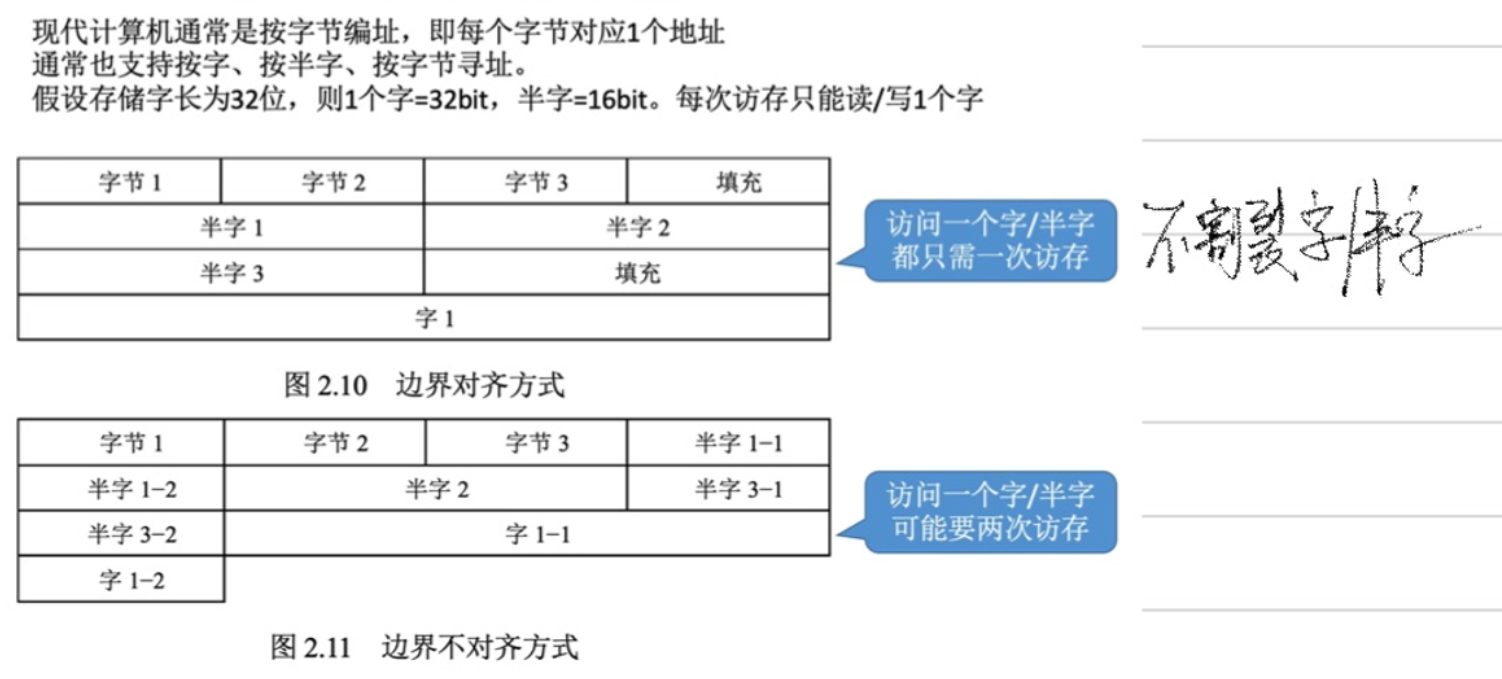 现代计算机通常是按字节编址，即每个字节对应1个地址
通常也支持按字、按半字、按字节寻址。
假设存储字长为32位，则1个字=32bit，半字=16bit。每次访存只能读/写1个字
字节 1 字节 2 字节 3 填充
半字 1 半字 2
半字 3 填充
字 1
访问一个字/半字
都只需一次访存
不割裂字/半字
图 2.10 边界对齐方式
字节 1 字节 2 字节 3 半字 1-1
半字 1-2 半字 2 半字 3-1
半字 3-2 字 1-1
字 1-2
访问一个字/半字
可能要两次访存
图 2.11 边界不对齐方式